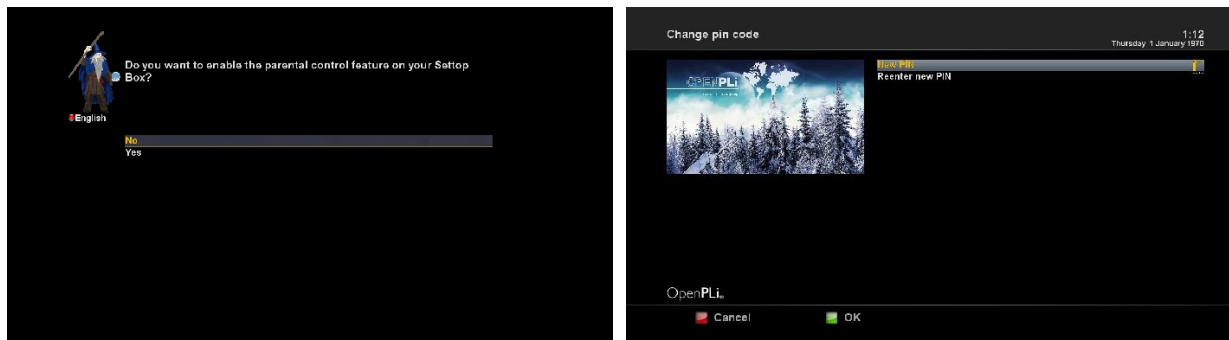 Do you want to enable the parental control feature on your Settop
Box?
English
No
Yes
Change pin code
1:12
Thursday 1 January 1970
OPENPLi
New PIN
Reenter new PIN
OpenPLi
Cancel
OK